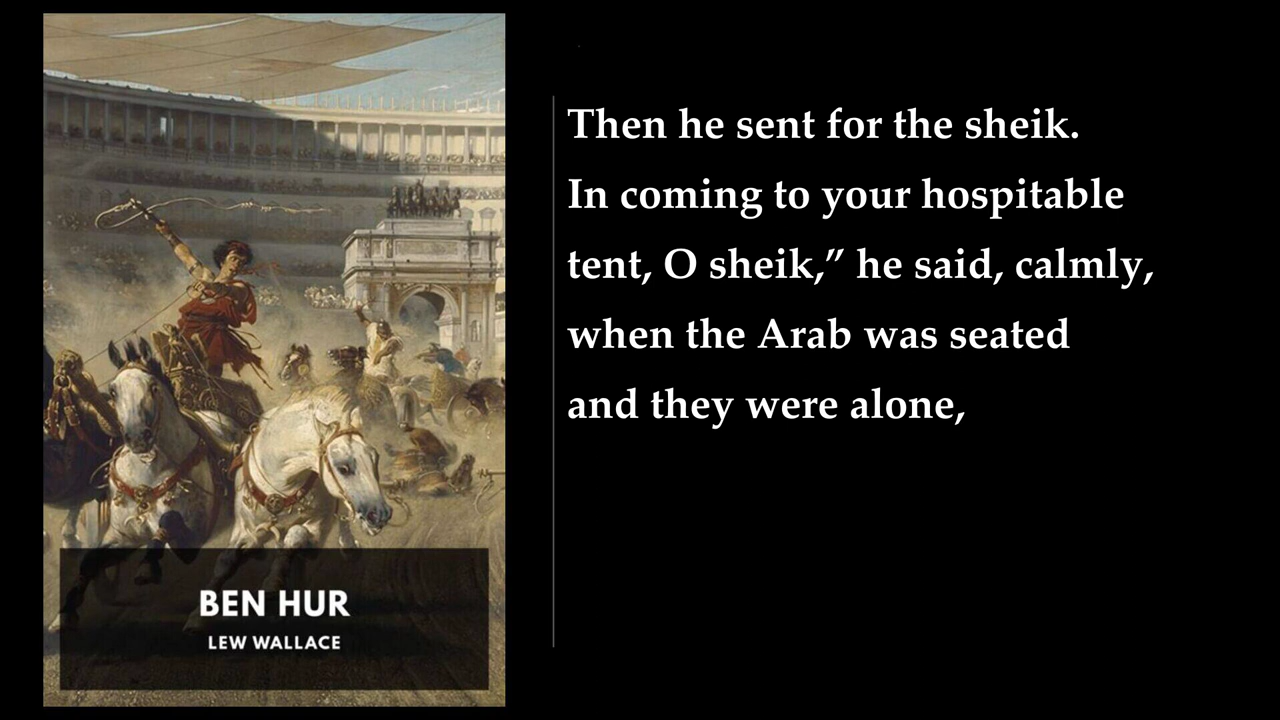 BEN HUR
LEW WALLACE
Then he sent for the sheik.
In coming to your hospitable
tent, O sheik,” he said, calmly,
when the Arab was seated
and they were alone,